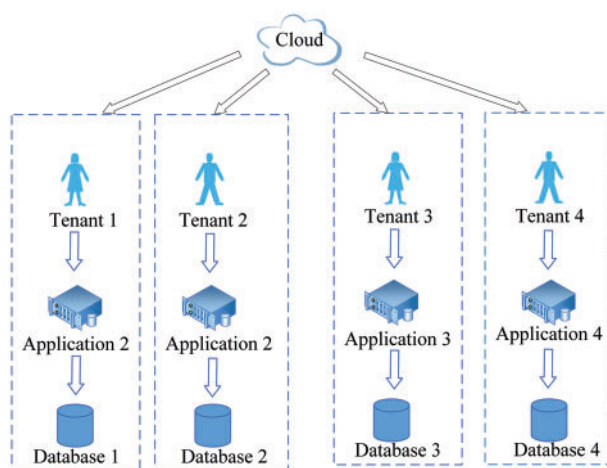 Cloud
Tenant 1
Tenant 2
Tenant 3
Tenant 4
Application 2
Application 2
Application 3
Application 4
Database 1
Database 2
Database 3
Database 4